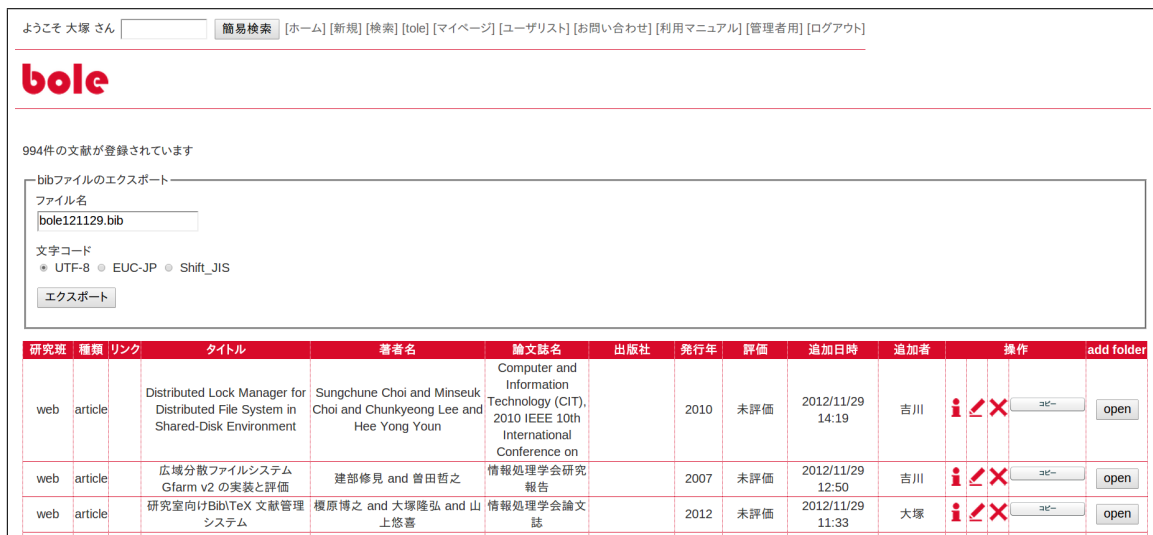 ようこそ 大塚 さん 簡易検索 [ホーム] [新規] [検索] [tole] [マイページ] [ユーザリスト] [お問い合わせ] [利用マニュアル] [管理者用] [ログアウト]
bole
994件の文献が登録されています
bibファイルのエクスポート
ファイル名
bole121129.bib
文字コード
UTF-8 EUC-JP Shift_JIS
エクスポート
研究班 種類 リンク タイトル 著者名 論文誌名 出版社 発行年 評価 追加日時 追加者 操作 add folder
Computer and
Information
Distributed Lock Manager for Sungchune Choi and Minseuk Technology (CIT),
web article Distributed File System in Choi and Chunkyeong Lee and 2010 IEEE 10th 2010 未評価 2012/11/29 吉川 コピー open
Shared-Disk Environment Hee Yong Youn International 14:19
Conference on
広域分散ファイルシステム 情報処理学会研究 2012/11/29
web article Gfarm v2 の実装と評価 建部修見 and 曽田哲之 報告 2007 未評価 12:50 吉川 コピー open
研究室向けBib\TeX 文献管理 榎原博之 and 大塚隆弘 and 山 情報処理学会論文 2012/11/29
web article システム 上悠喜 誌 2012 未評価 11:33 大塚 コピー open